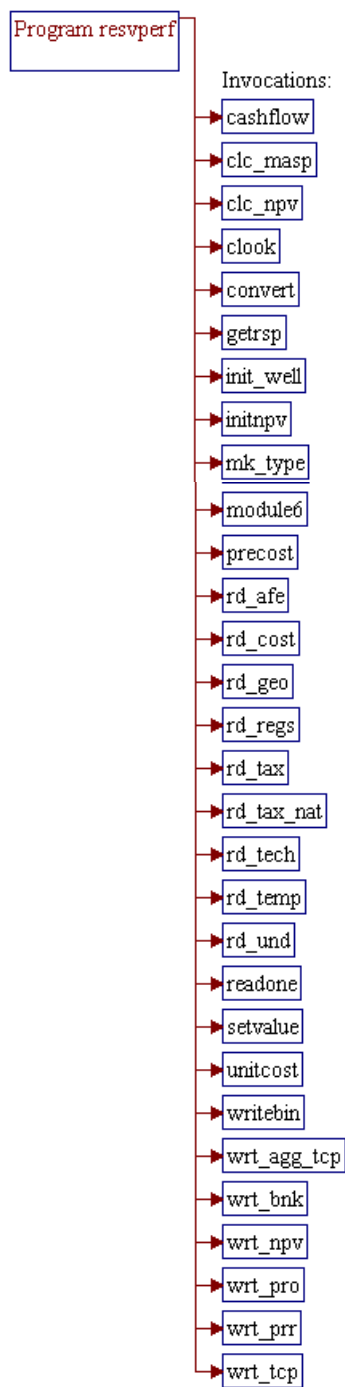 Program resvperf
Invocations:
cashflow
clc_masp
clc_npv
clook
convert
getrsp
init_well
initnpv
mk_type
module6
precost
rd_afe
rd_cost
rd_geo
rd_regs
rd_tax
rd_tax_nat
rd_tech
rd_temp
rd_und
readone
setvalue
unitcost
writebin
wrt_agg_tcp
wrt_bnk
wrt_npv
wrt_pro
wrt_prr
wrt_tcp